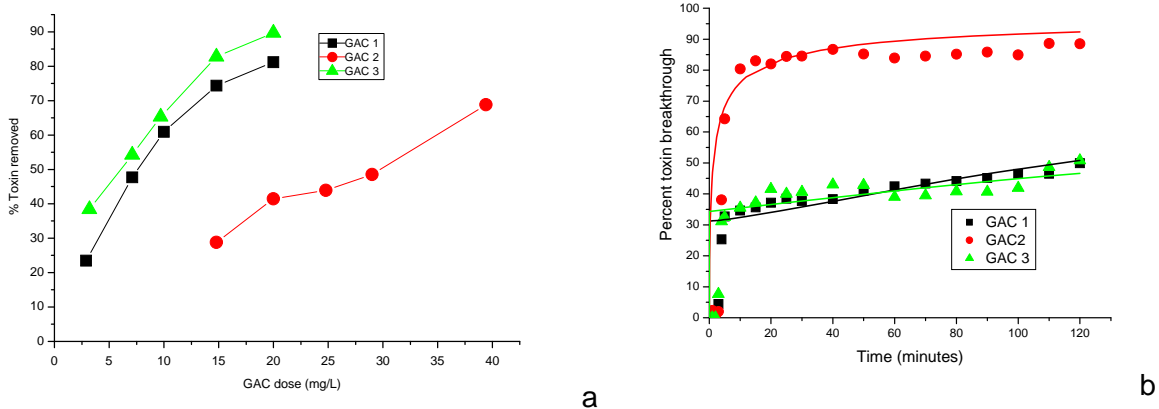 % Toxin removed
90
80
70
60
50
40
30
20
10
0
0 5 10 15 20 25 30 35 40
GAC dose (mg/L)
GAC 1
GAC 2
GAC 3
a
Percent toxin breakthrough
100
90
80
70
60
50
40
30
20
10
0
0 20 40 60 80 100 120
Time (minutes)
GAC 1
GAC2
GAC 3
b